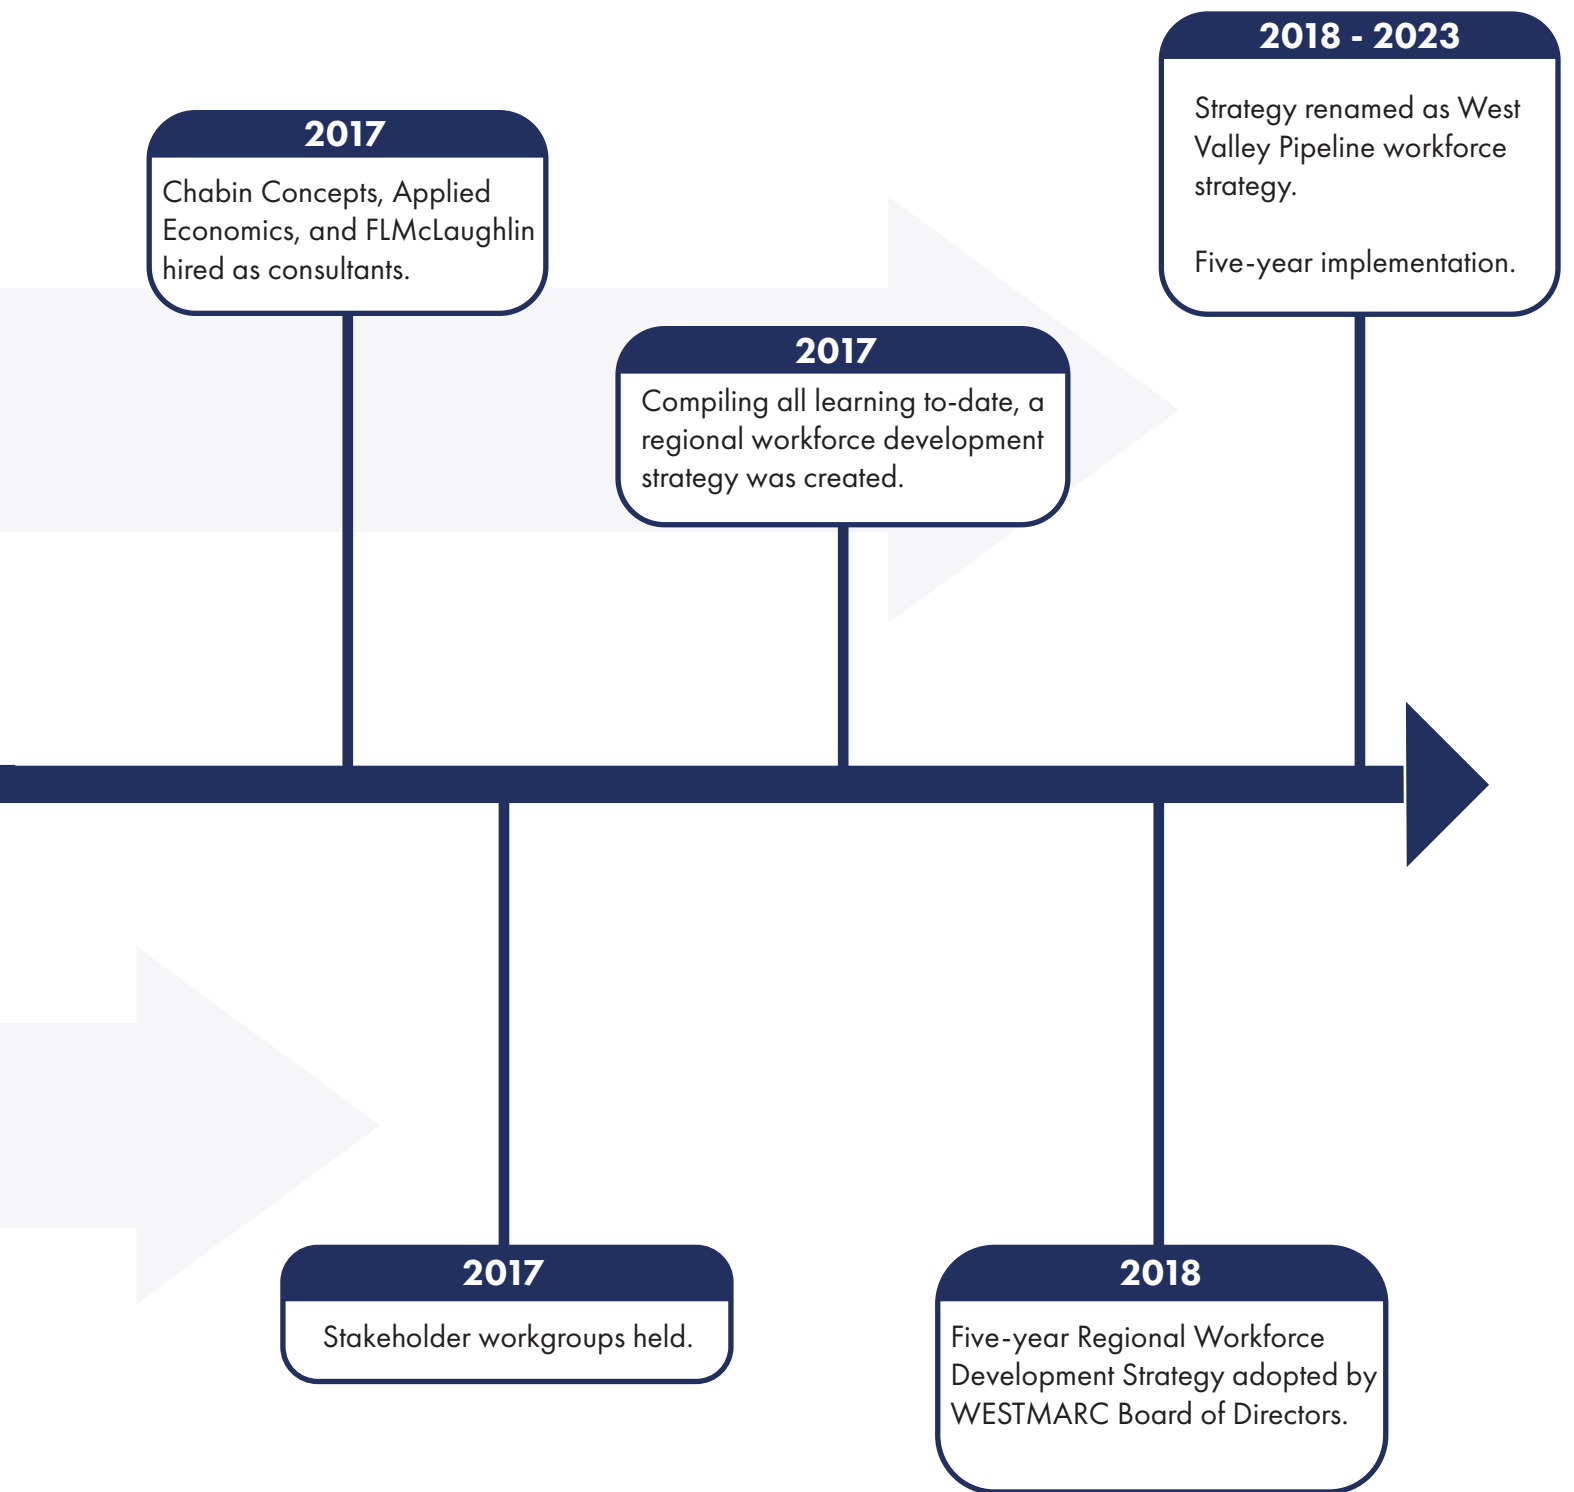 2017
Chabin Concepts, Applied
Economics, and FLMcLaughlin
hired as consultants.
2017
Stakeholder workgroups held.
2017
Compiling all learning to-date, a
regional workforce development
strategy was created.
2018
Five-year Regional Workforce
Development Strategy adopted by
WESTMARC Board of Directors.
2018 - 2023
Strategy renamed as West
Valley Pipeline workforce
strategy.
Five-year implementation.